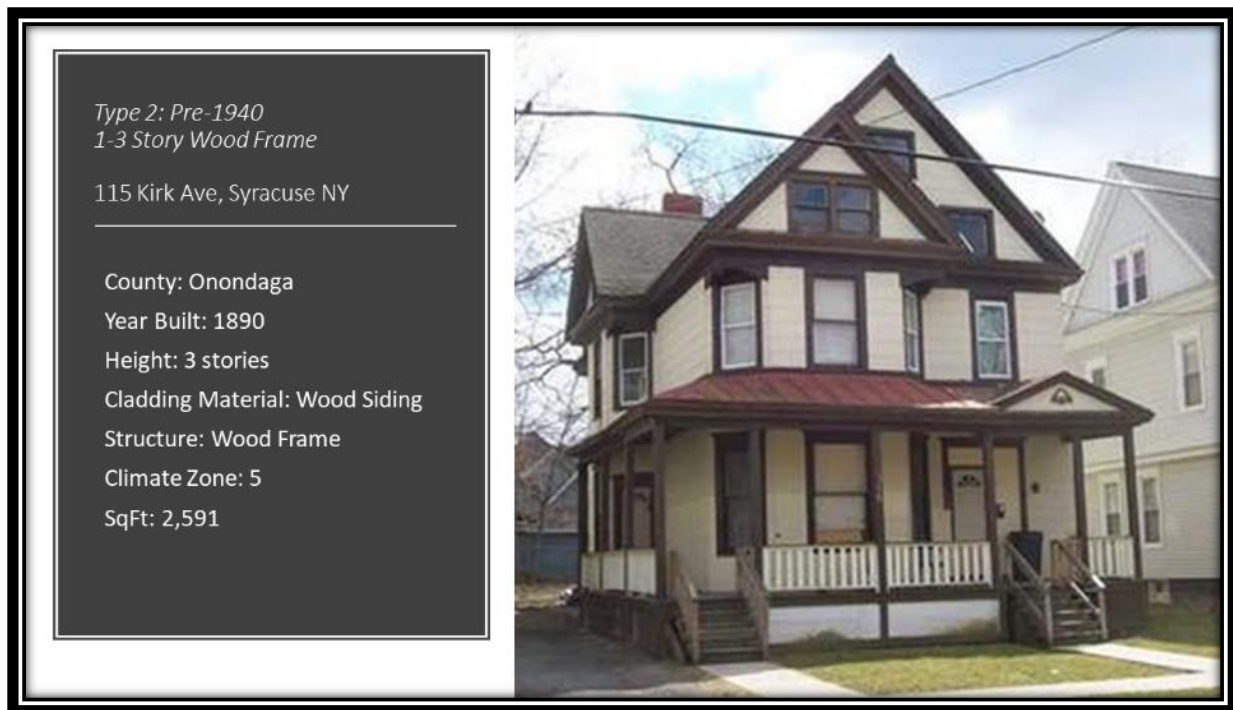 Type 2: Pre-1940
1-3 Story Wood Frame
115 Kirk Ave, Syracuse NY
County: Onondaga
Year Built: 1890
Height: 3 stories
Cladding Material: Wood Siding
Structure: Wood Frame
Climate Zone: 5
SqFt: 2,591